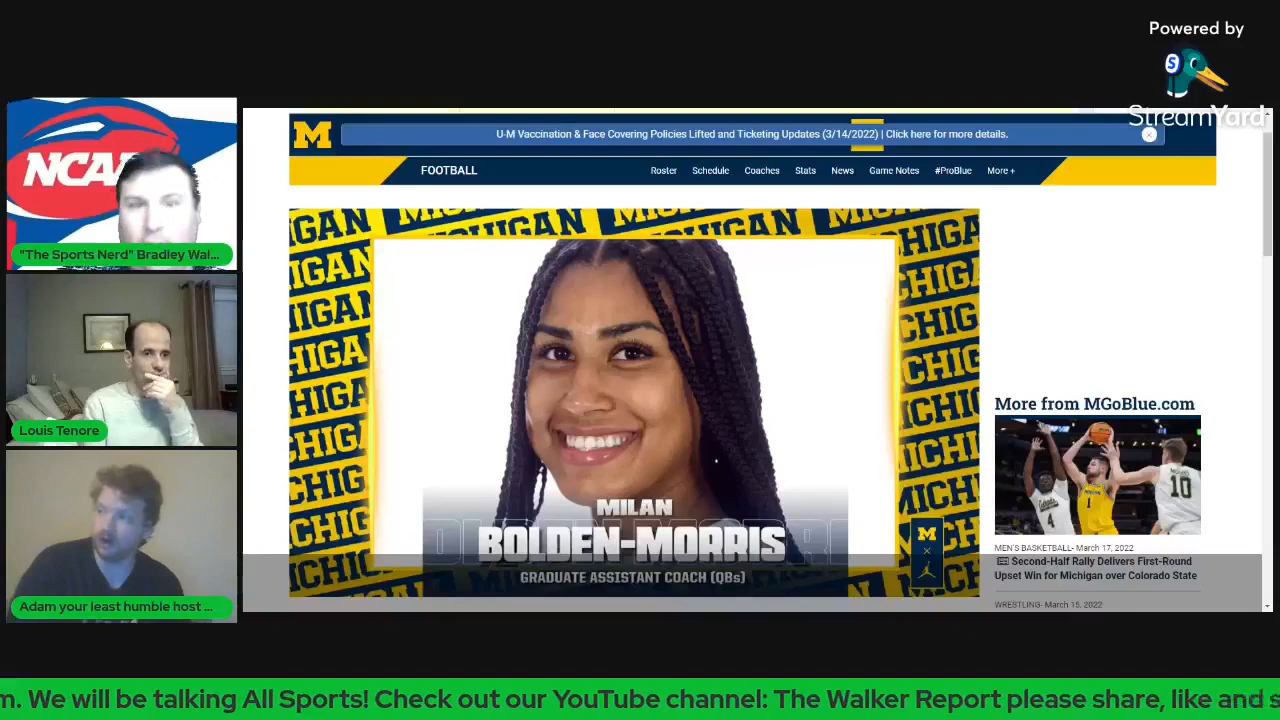 Powered by
StreamYard
NCAA
"The Sports Nerd" Bradley Wal...
Louis Tenore
Adam your least humble host ...
M
U-M Vaccination & Face Covering Policies Lifted and Ticketing Updates (3/14/2022) | Click here for more details.
FOOTBALL
Roster Schedule Coaches Stats News Game Notes #ProBlue More +
MICHIGAN
MILAN
BOLDEN-MORRIS
GRADUATE ASSISTANT COACH (QBs)
M
More from MGoBlue.com
4
1
10
MEN'S BASKETBALL- March 17, 2022
Second-Half Rally Delivers First-Round
Upset Win for Michigan over Colorado State
WRESTLING- March 15, 2022
m. We will be talking All Sports! Check out our YouTube channel: The Walker Report please share, like and s